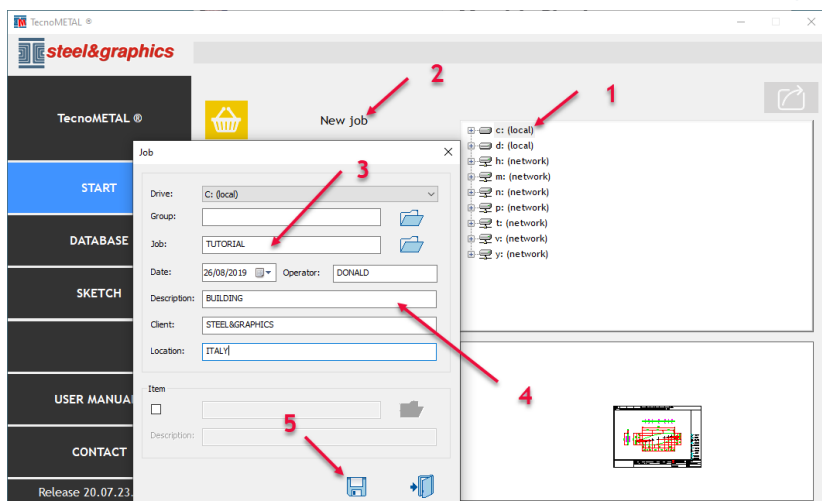 TecnoMETAL ®
steel&graphics
2
1
TecnoMETAL ®
New job
c: (local)
d: (local)
h: (network)
m: (network)
n: (network)
p: (network)
t: (network)
v: (network)
y: (network)
START
DATABASE
SKETCH
USER MANUA
CONTACT
Release 20.07.23.
Job
3
Drive: C: (local)
Group:
Job: TUTORIAL
Date: 26/08/2019 Operator: DONALD
Description: BUILDING
Client: STEEL&GRAPHICS
Location: ITALY
4
Item
Description:
5